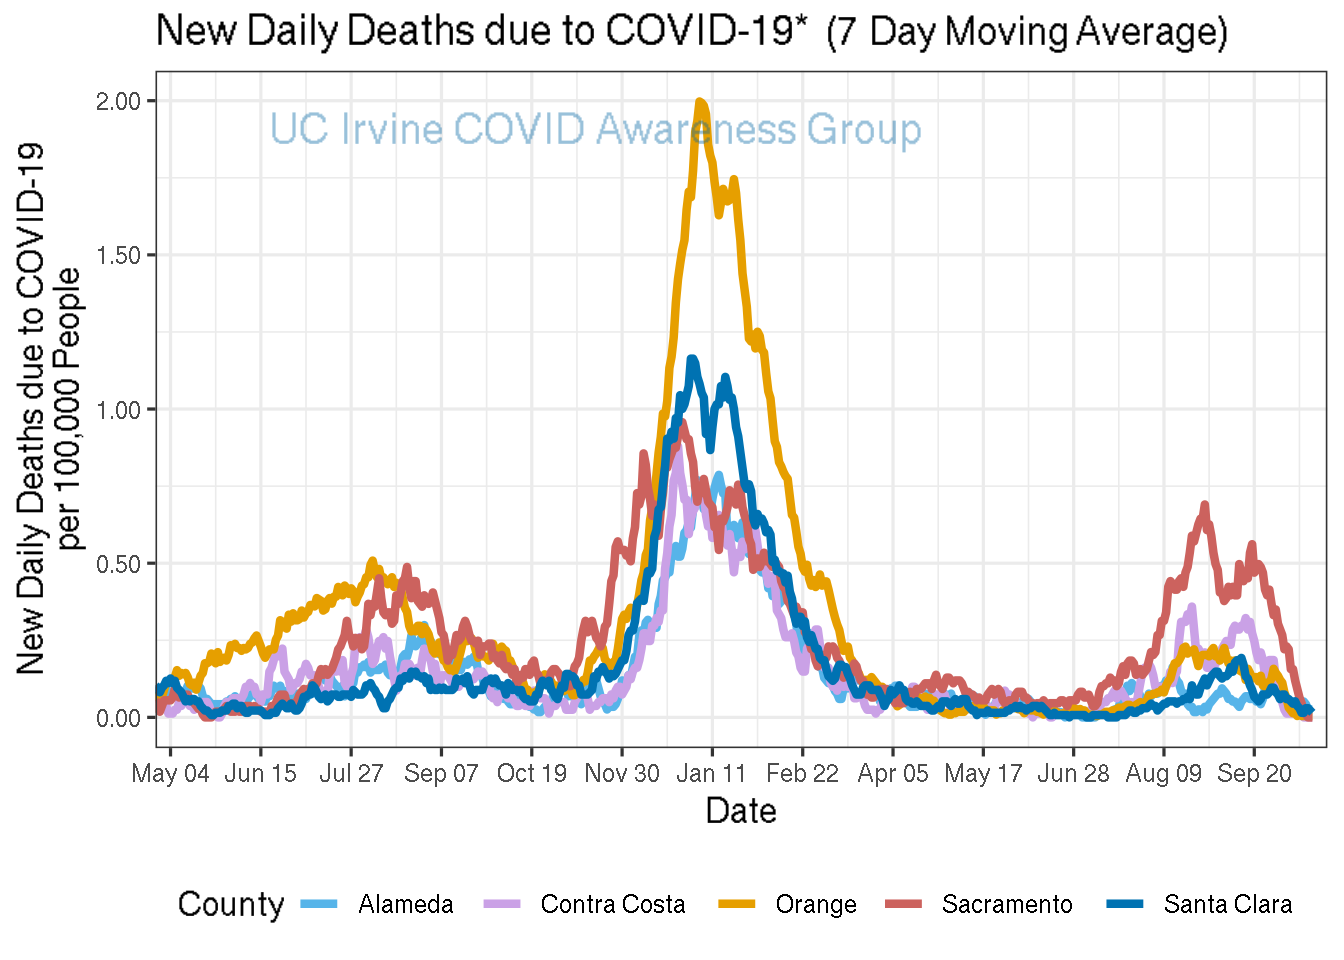 New Daily Deaths due to COVID-19* (7 Day Moving Average)
UC Irvine COVID Awareness Group
New Daily Deaths due to COVID-19
per 100,000 People
2.00
1.50
1.00
0.50
0.00
May 04 Jun 15 Jul 27 Sep 07 Oct 19 Nov 30 Jan 11 Feb 22 Apr 05 May 17 Jun 28 Aug 09 Sep 20
Date
County Alameda Contra Costa Orange Sacramento Santa Clara